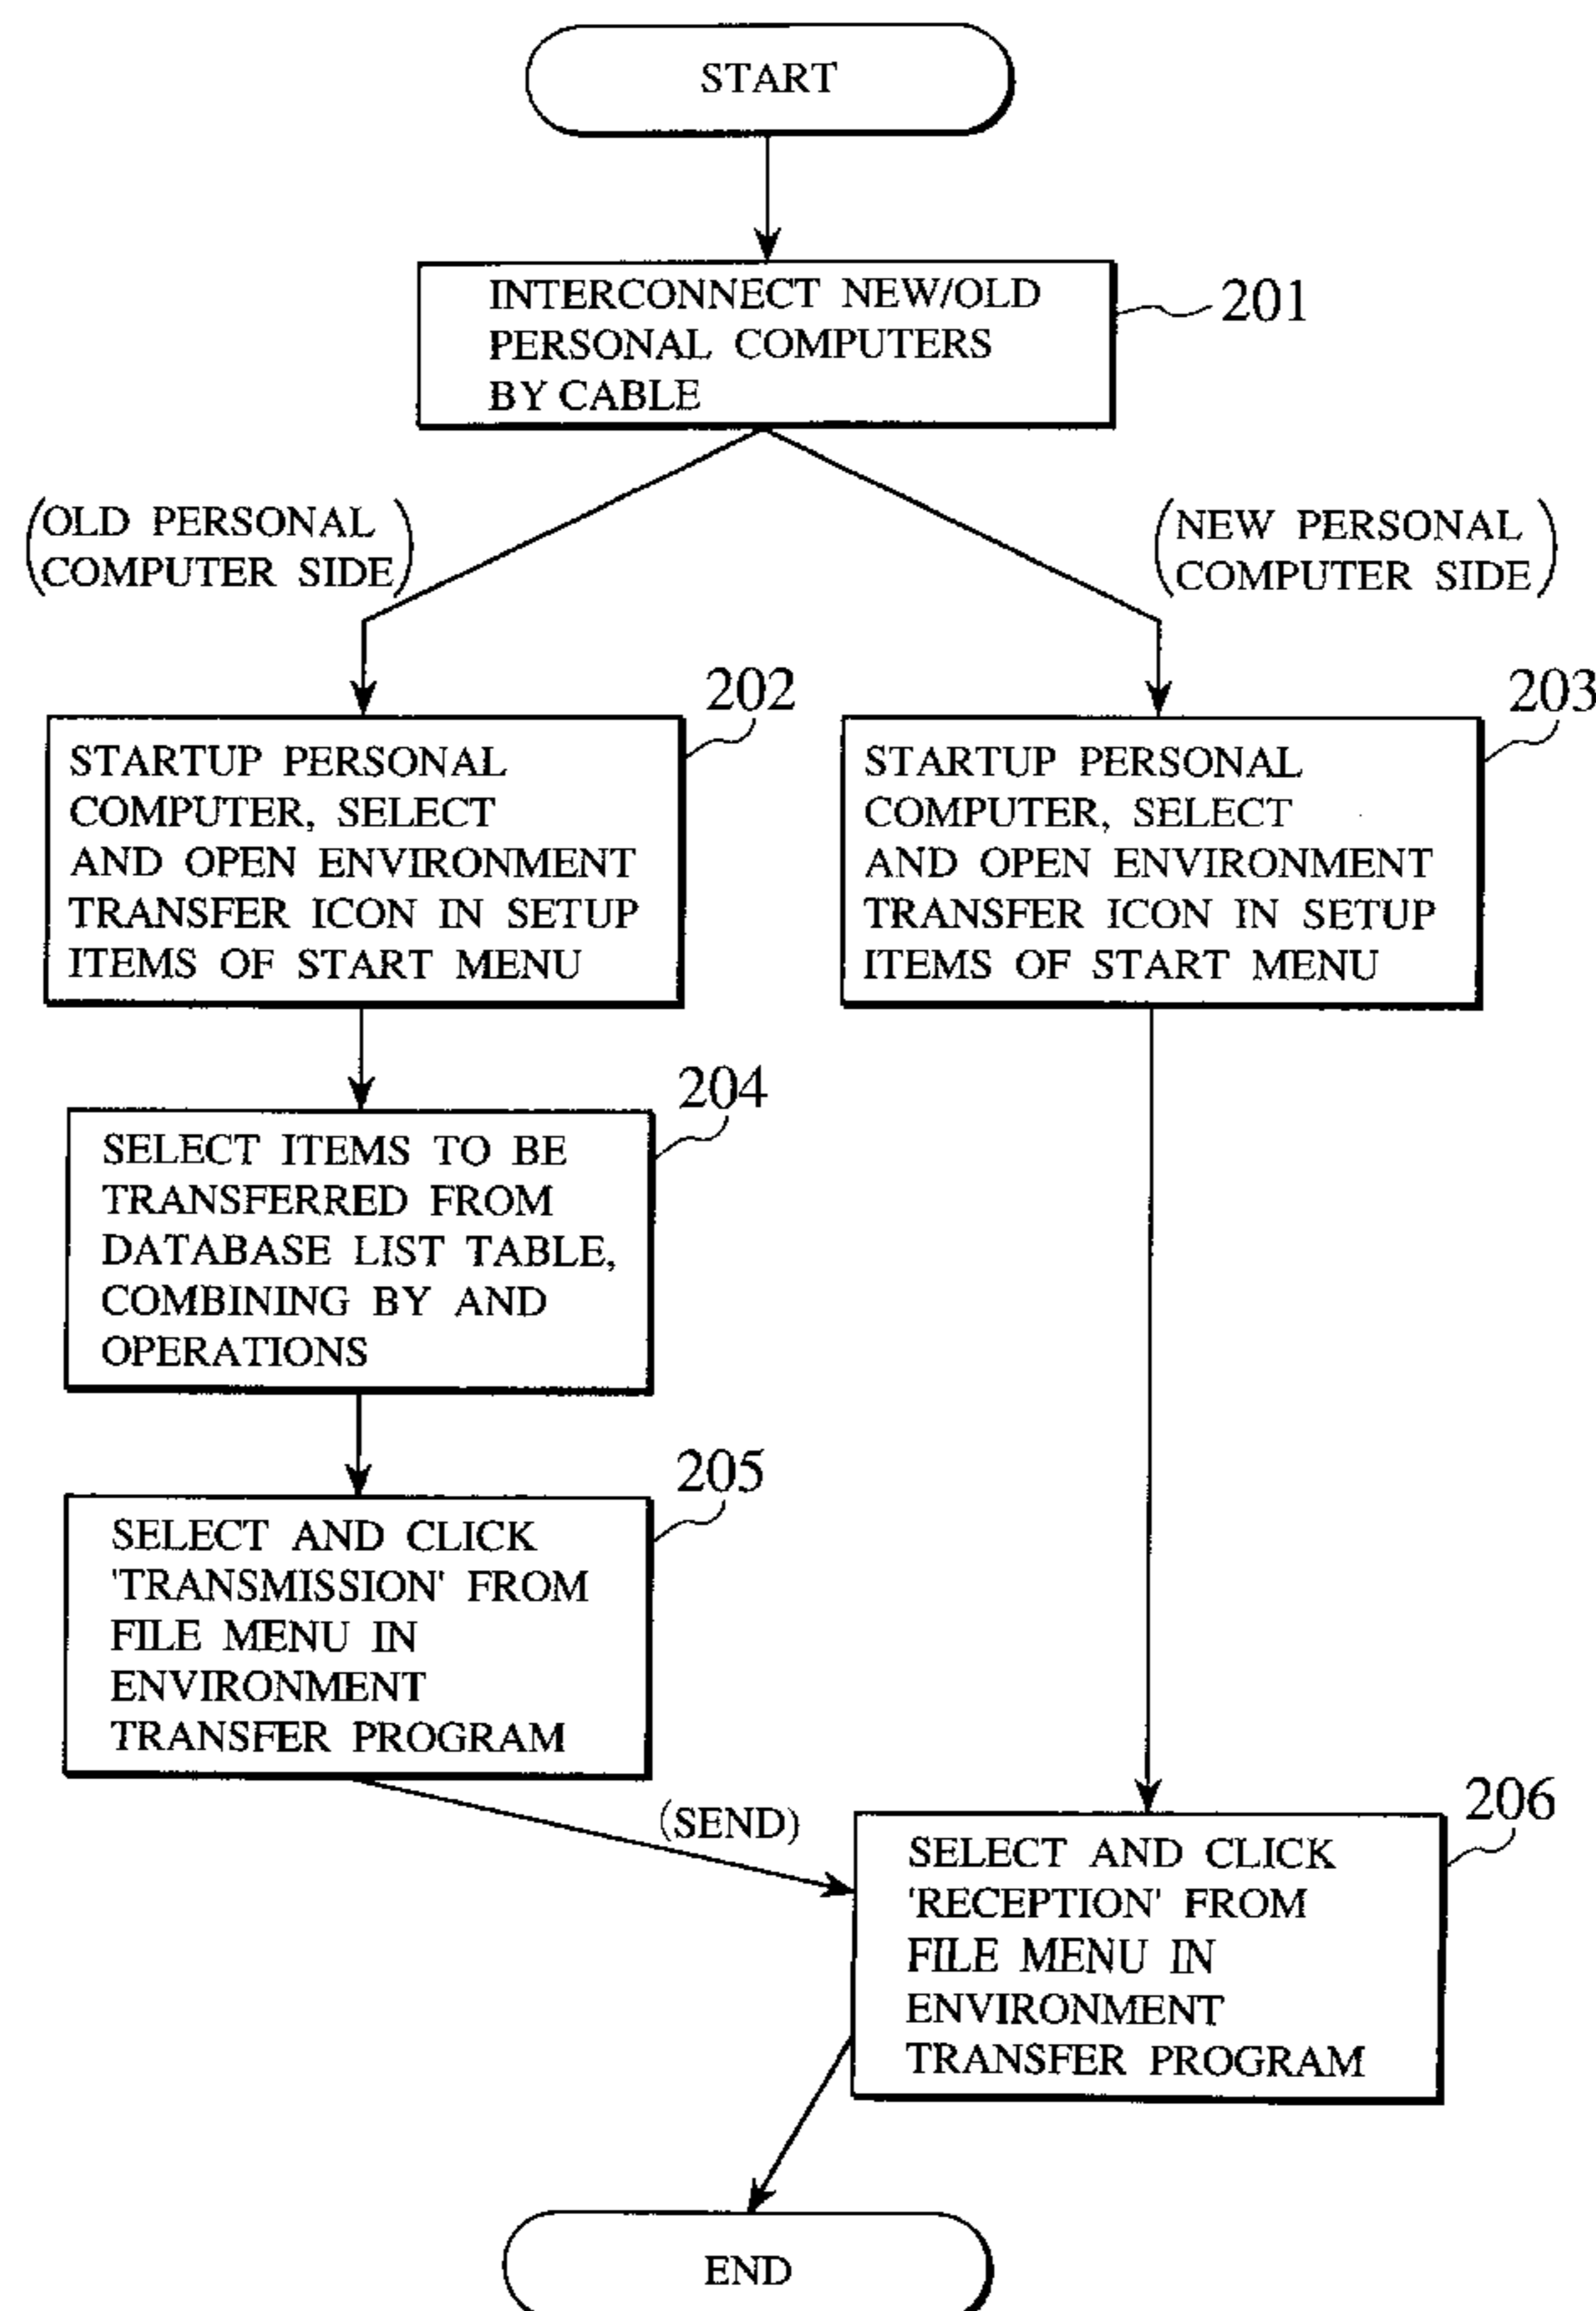 START
INTERCONNECT NEW/OLD
PERSONAL COMPUTERS
BY CABLE
201
(OLD PERSONAL
COMPUTER SIDE)
(NEW PERSONAL
COMPUTER SIDE)
202
STARTUP PERSONAL
COMPUTER, SELECT
AND OPEN ENVIRONMENT
TRANSFER ICON IN SETUP
ITEMS OF START MENU
203
STARTUP PERSONAL
COMPUTER, SELECT
AND OPEN ENVIRONMENT
TRANSFER ICON IN SETUP
ITEMS OF START MENU
204
SELECT ITEMS TO BE
TRANSFERRED FROM
DATABASE LIST TABLE,
COMBINING BY AND
OPERATIONS
205
SELECT AND CLICK
'TRANSMISSION' FROM
FILE MENU IN
ENVIRONMENT
TRANSFER PROGRAM
(SEND)
206
SELECT AND CLICK
'RECEPTION' FROM
FILE MENU IN
ENVIRONMENT
TRANSFER PROGRAM
END